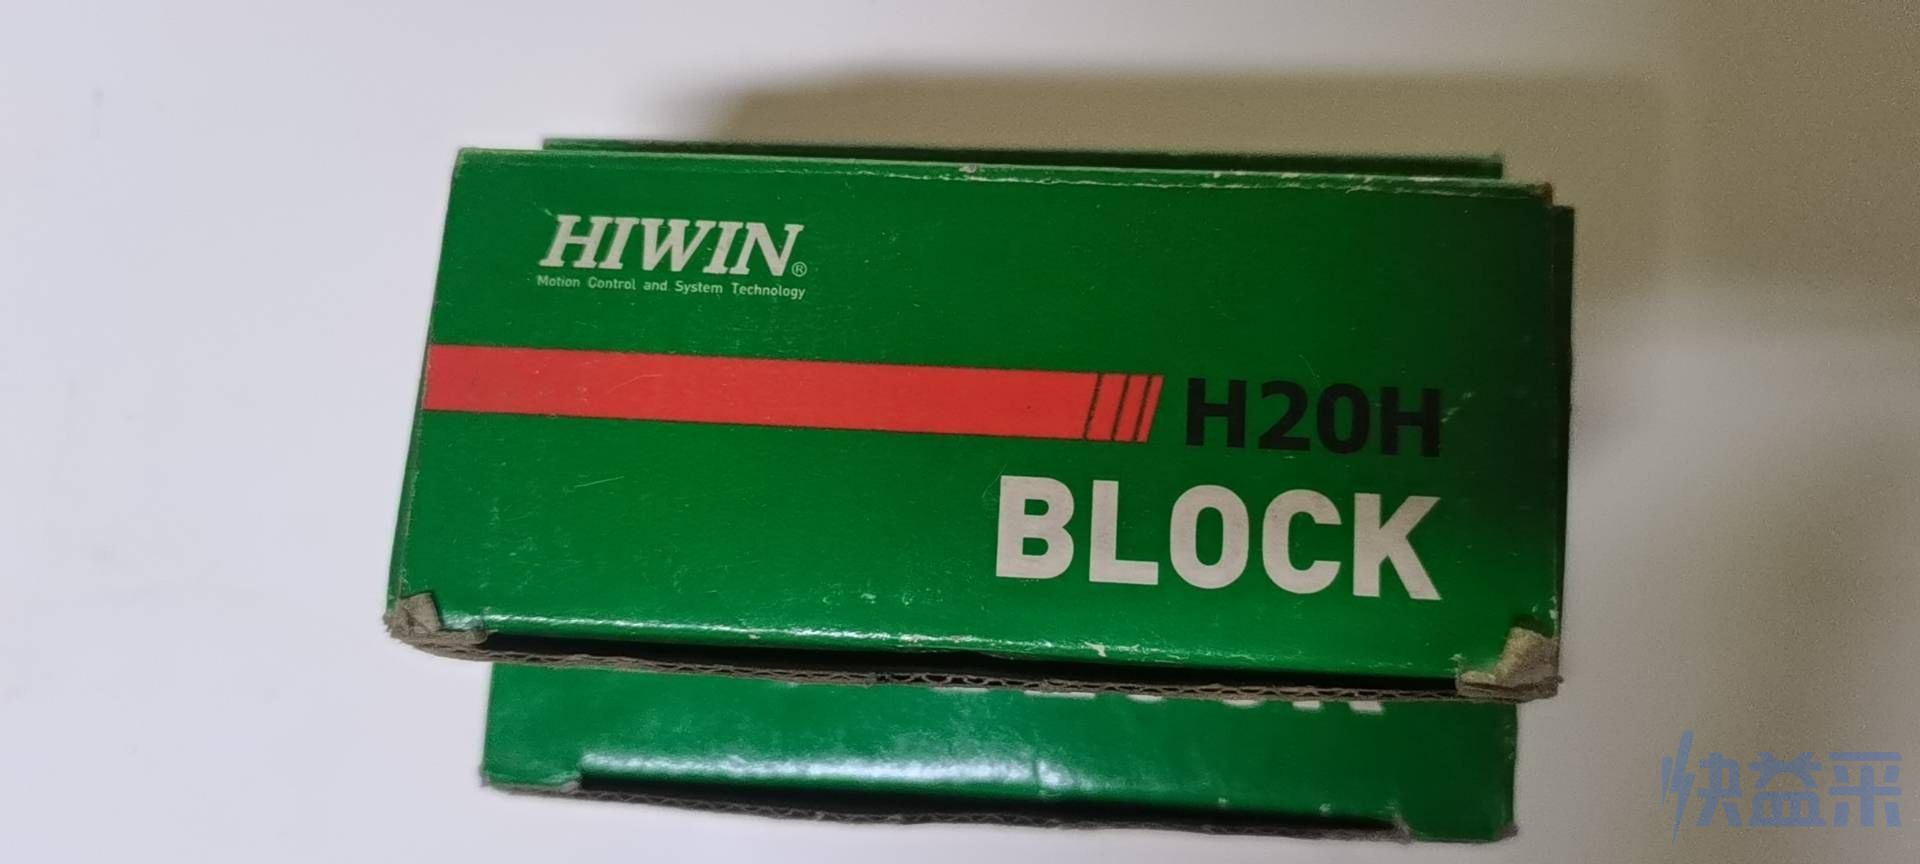 HIWIN®
Motion Control and System Technology
H20H
BLOCK
快益采